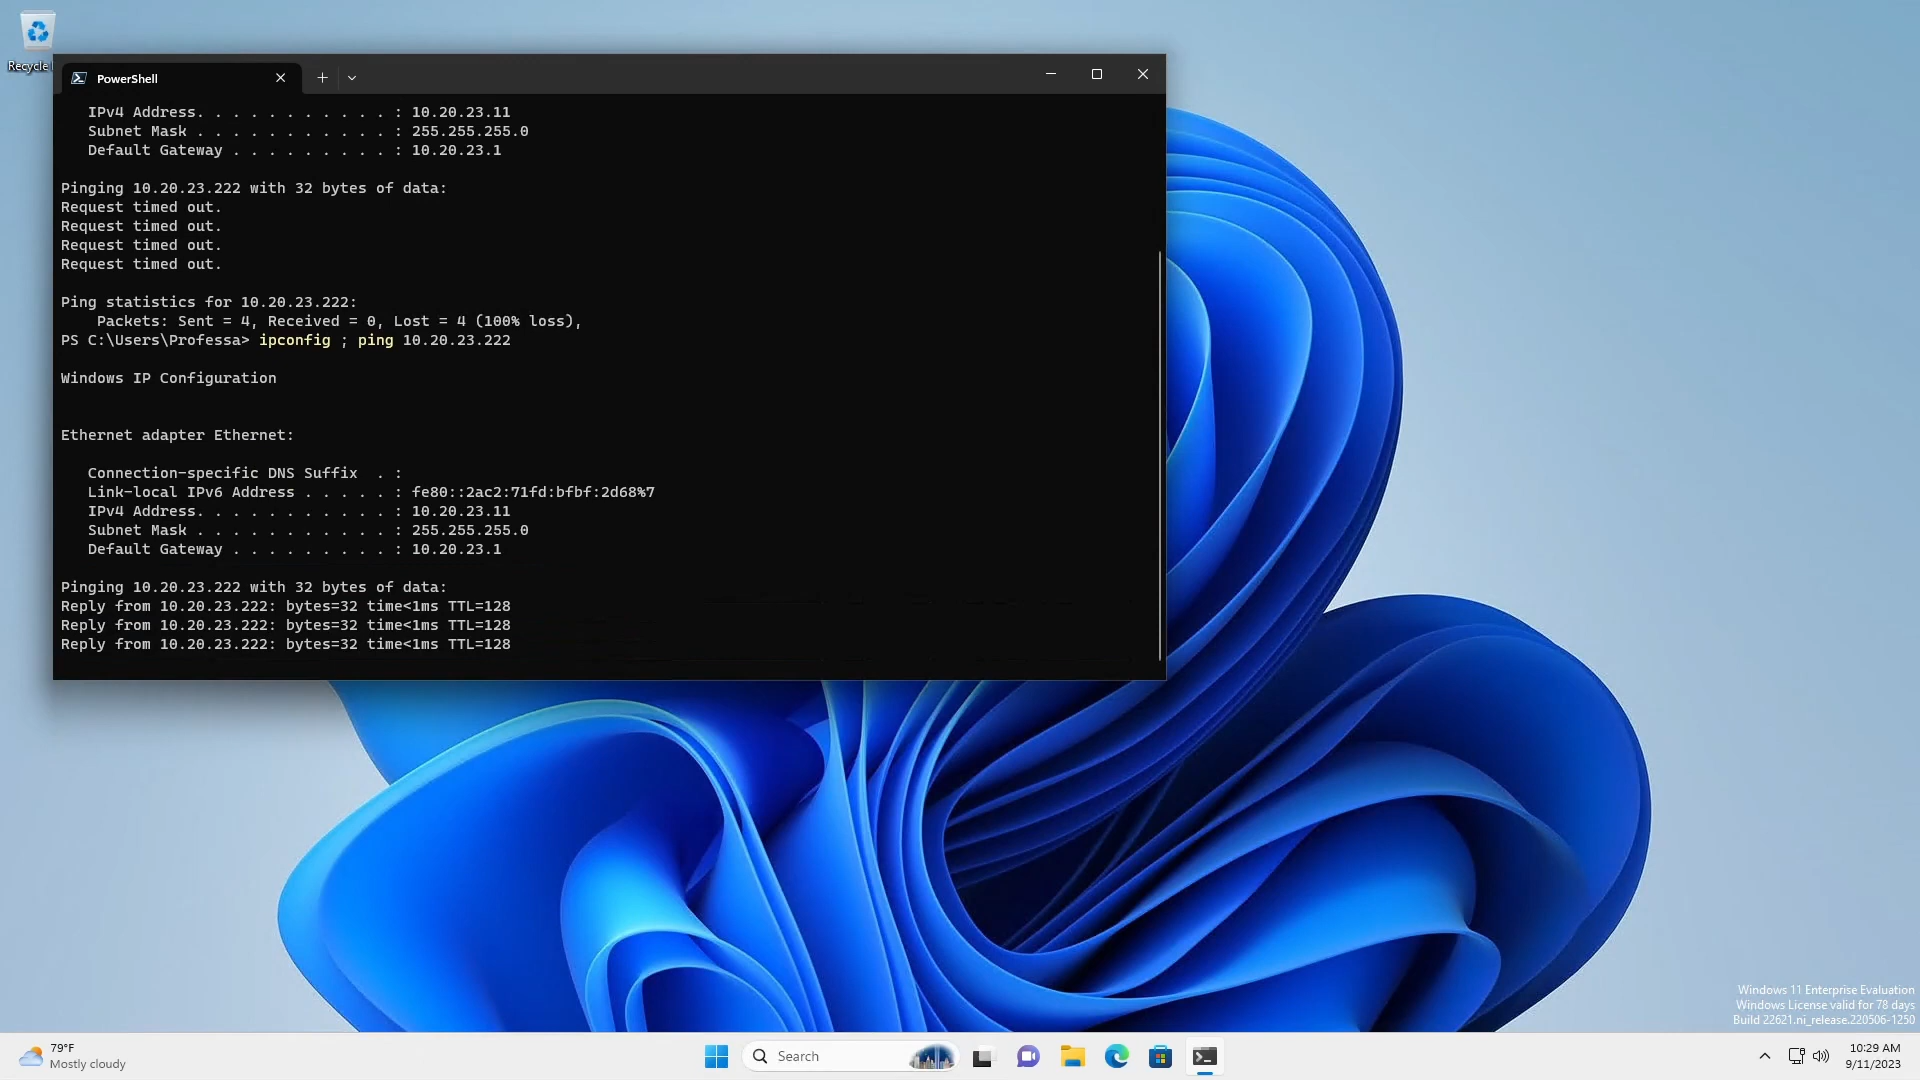 Recycle
PowerShell
IPv4 Address. . . . . . . . . . . : 10.20.23.11
Subnet Mask . . . . . . . . . . . : 255.255.255.0
Default Gateway . . . . . . . . . : 10.20.23.1
Pinging 10.20.23.222 with 32 bytes of data:
Request timed out.
Request timed out.
Request timed out.
Request timed out.
Ping statistics for 10.20.23.222:
Packets: Sent = 4, Received = 0, Lost = 4 (100% loss),
PS C:\Users\Professa> ipconfig ; ping 10.20.23.222
Windows IP Configuration
Ethernet adapter Ethernet:
Connection-specific DNS Suffix  . :
Link-local IPv6 Address . . . . . : fe80::2ac2:71fd:bfbf:2d68%7
IPv4 Address. . . . . . . . . . . : 10.20.23.11
Subnet Mask . . . . . . . . . . . : 255.255.255.0
Default Gateway . . . . . . . . . : 10.20.23.1
Pinging 10.20.23.222 with 32 bytes of data:
Reply from 10.20.23.222: bytes=32 time<1ms TTL=128
Reply from 10.20.23.222: bytes=32 time<1ms TTL=128
Reply from 10.20.23.222: bytes=32 time<1ms TTL=128
Windows 11 Enterprise Evaluation
Windows License valid for 78 days
Build 22621.ni_release.220506-1250
79°F
Mostly cloudy
Search
10:29 AM
9/11/2023